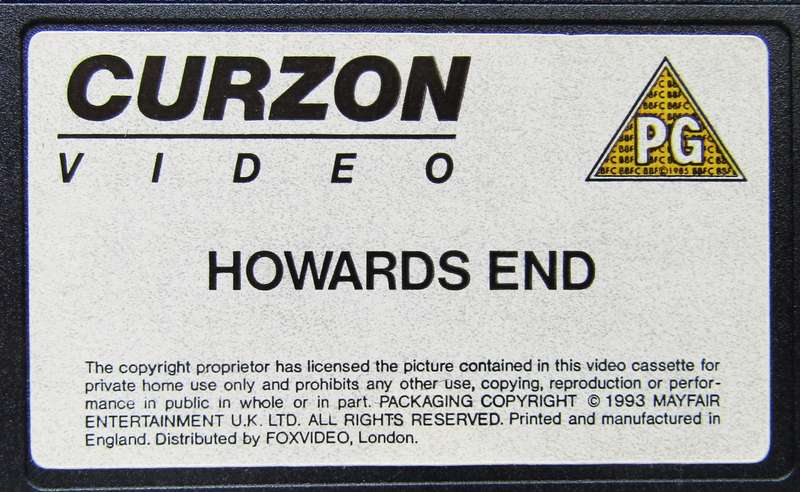 CURZON
VIDEO
PG
©1985
HOWARDS END
The copyright proprietor has licensed the picture contained in this video cassette for
private home use only and prohibits any other use, copying, reproduction or perfor-
mance in public in whole or in part. PACKAGING COPYRIGHT © 1993 MAYFAIR
ENTERTAINMENT U.K. LTD. ALL RIGHTS RESERVED. Printed and manufactured in
England. Distributed by FOXVIDEO, London.